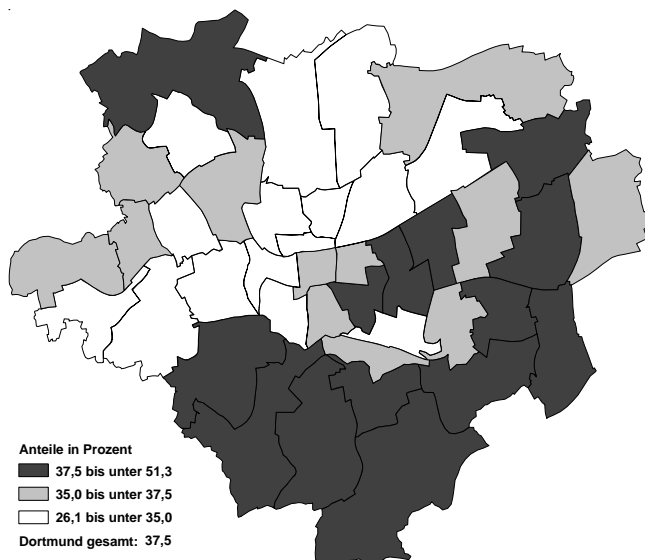 Anteile in Prozent
37,5 bis unter 51,3
35,0 bis unter 37,5
26,1 bis unter 35,0
Dortmund gesamt: 37,5